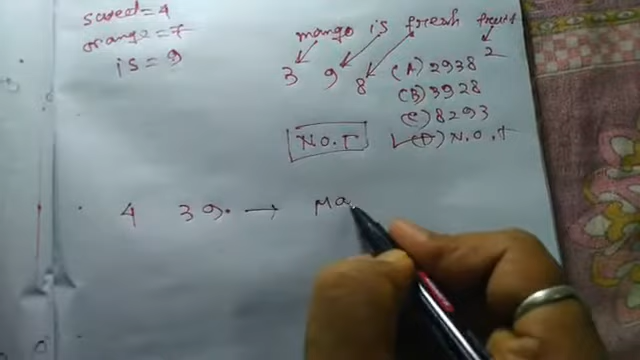 sweet=4
orange=7
is=9
mango is fresh fruit
3 9 8 2
(A) 2938
(B) 3928
(C) 8293
(D) N.O.T
N.O.T
4 39. → Ma